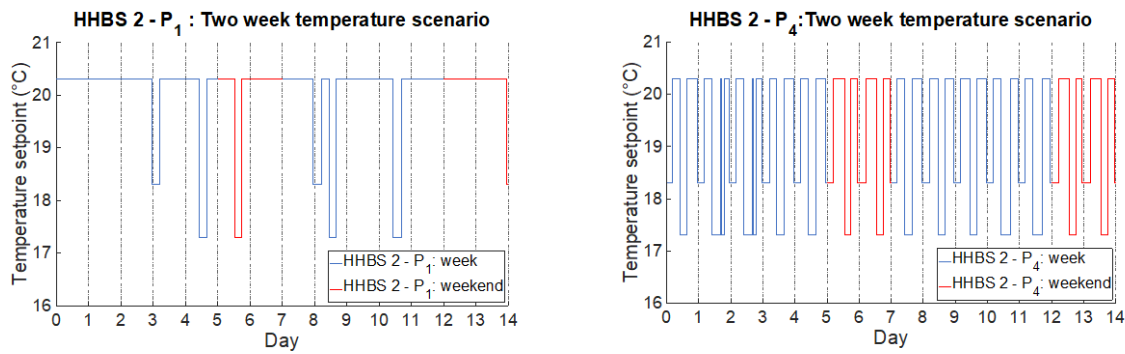 HHBS 2 - P1 : Two week temperature scenario
Temperature setpoint (°C)
21
20
19
18
17
16
0 1 2 3 4 5 6 7 8 9 10 11 12 13 14
Day
HHBS 2 - P1: week
HHBS 2 - P1: weekend
HHBS 2 - P4:Two week temperature scenario
Temperature setpoint (°C)
21
20
19
18
17
16
0 1 2 3 4 5 6 7 8 9 10 11 12 13 14
Day
HHBS 2 - P4: week
HHBS 2 - P4: weekend